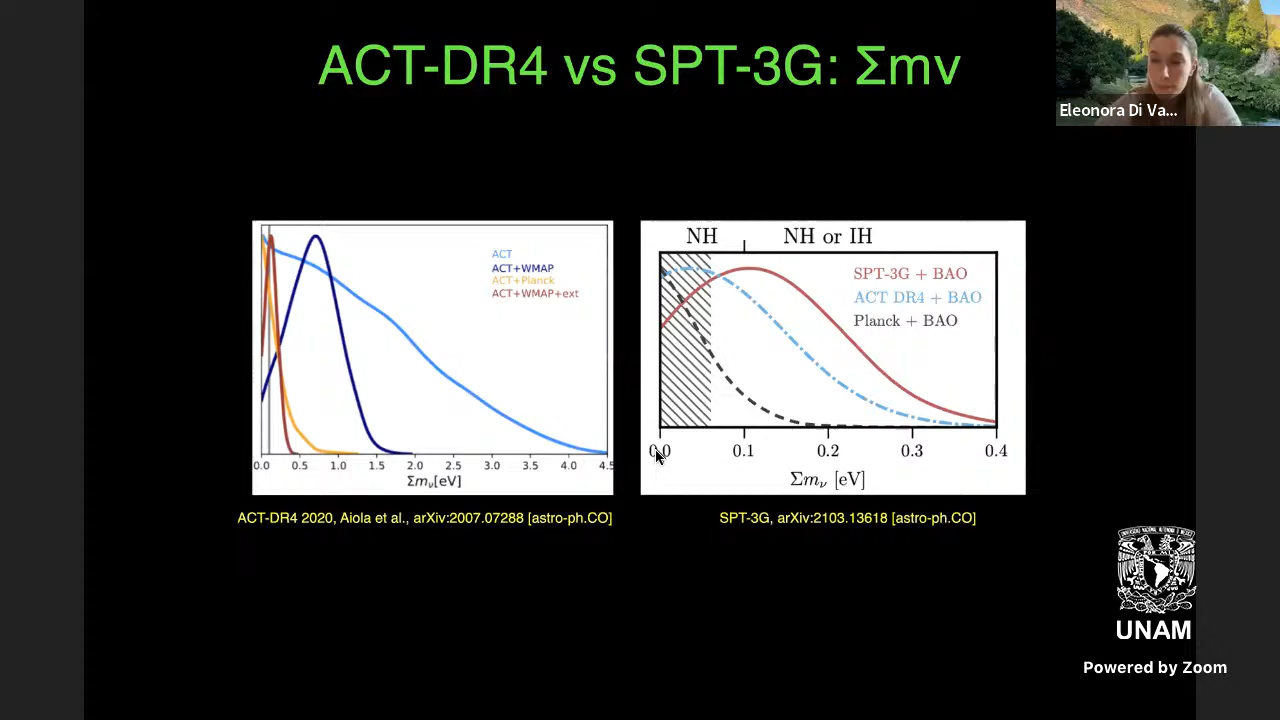 ACT-DR4 vs SPT-3G: Σmν
Eleonora Di Va...
ACT
ACT+WMAP
ACT+Planck
ACT+WMAP+ext
0.0 0.5 1.0 1.5 2.0 2.5 3.0 3.5 4.0 4.5
Σmν[eV]
NH NH or IH
SPT-3G + BAO
ACT DR4 + BAO
Planck + BAO
0.0 0.1 0.2 0.3 0.4
Σmν [eV]
ACT-DR4 2020, Aiola et al., arXiv:2007.07288 [astro-ph.CO]
SPT-3G, arXiv:2103.13618 [astro-ph.CO]
UNAM
Powered by Zoom